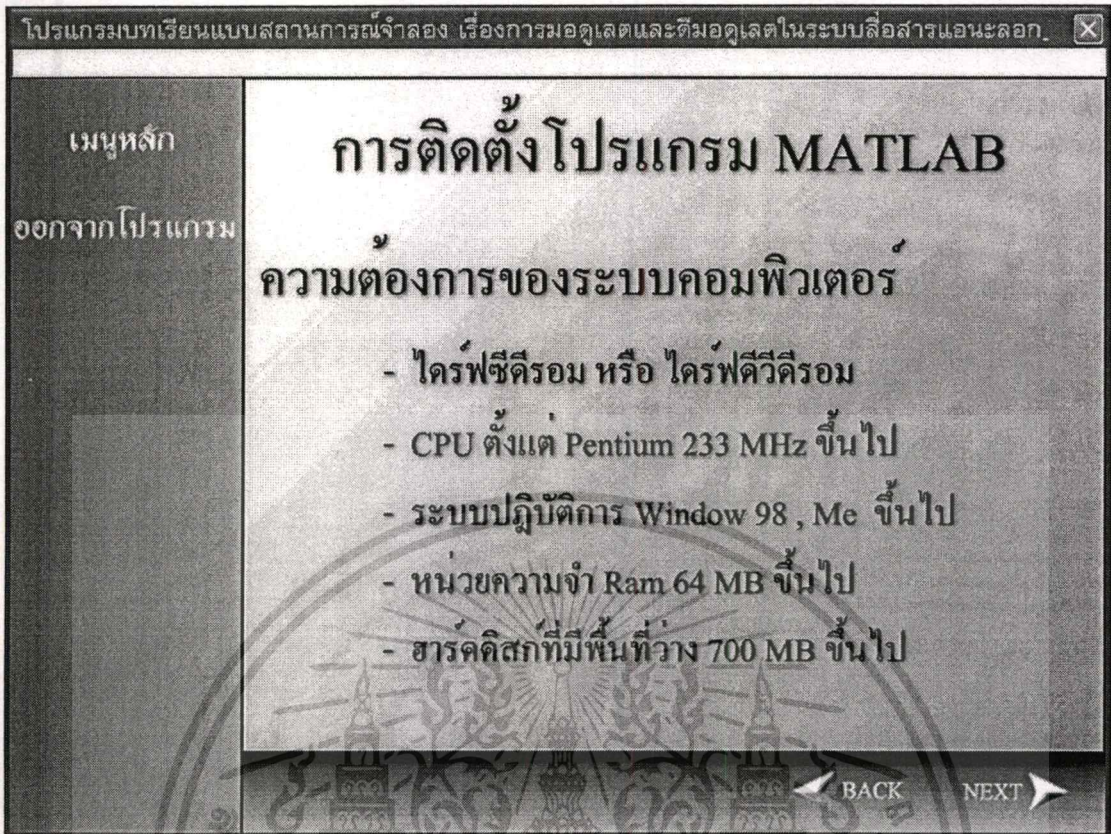 โปรแกรมบทเรียนแบบสถานการณ์จำลอง เรื่องการมอดูเลตและดีมอดูเลตในระบบสื่อสารแอนะลอก
เมนูหลัก
ออกจากโปรแกรม
การติดตั้งโปรแกรม MATLAB
ความต้องการของระบบคอมพิวเตอร์
- ไดร์ฟซีดีรอม หรือ ไดร์ฟดีวีดีรอม
- CPU ตั้งแต่ Pentium 233 MHz ขึ้นไป
- ระบบปฎิบัติการ Window 98 , Me ขึ้นไป
- หน่วยความจำ Ram 64 MB ขึ้นไป
- ฮาร์ดดิสก์ที่มีพื้นที่ว่าง 700 MB ขึ้นไป
BACK NEXT